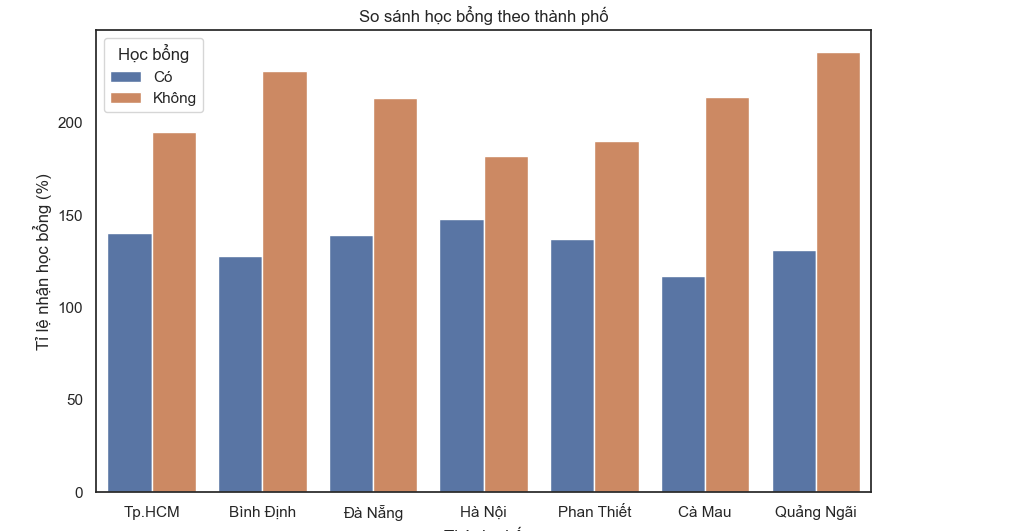 So sánh học bổng theo thành phố
Học bổng
Có
Không
Tỉ lệ nhận học bổng (%)
200
150
100
50
0
Tp.HCM Bình Định Đà Nẵng Hà Nội Phan Thiết Cà Mau Quảng Ngãi